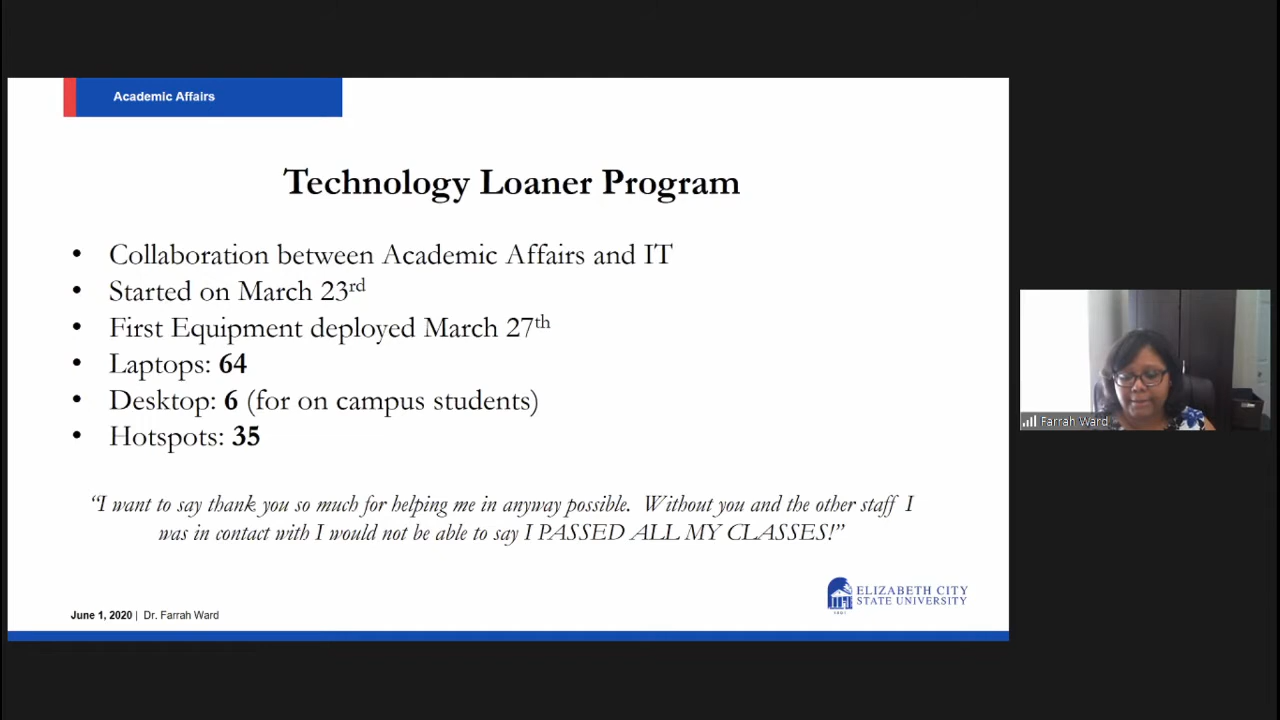 Academic Affairs
Technology Loaner Program
• Collaboration between Academic Affairs and IT
• Started on March 23rd
• First Equipment deployed March 27th
• Laptops: 64
• Desktop: 6 (for on campus students)
• Hotspots: 35
“I want to say thank you so much for helping me in anyway possible. Without you and the other staff I
was in contact with I would not be able to say I PASSED ALL MY CLASSES!”
ELIZABETH CITY
STATE UNIVERSITY
June 1, 2020 | Dr. Farrah Ward
Farrah Ward